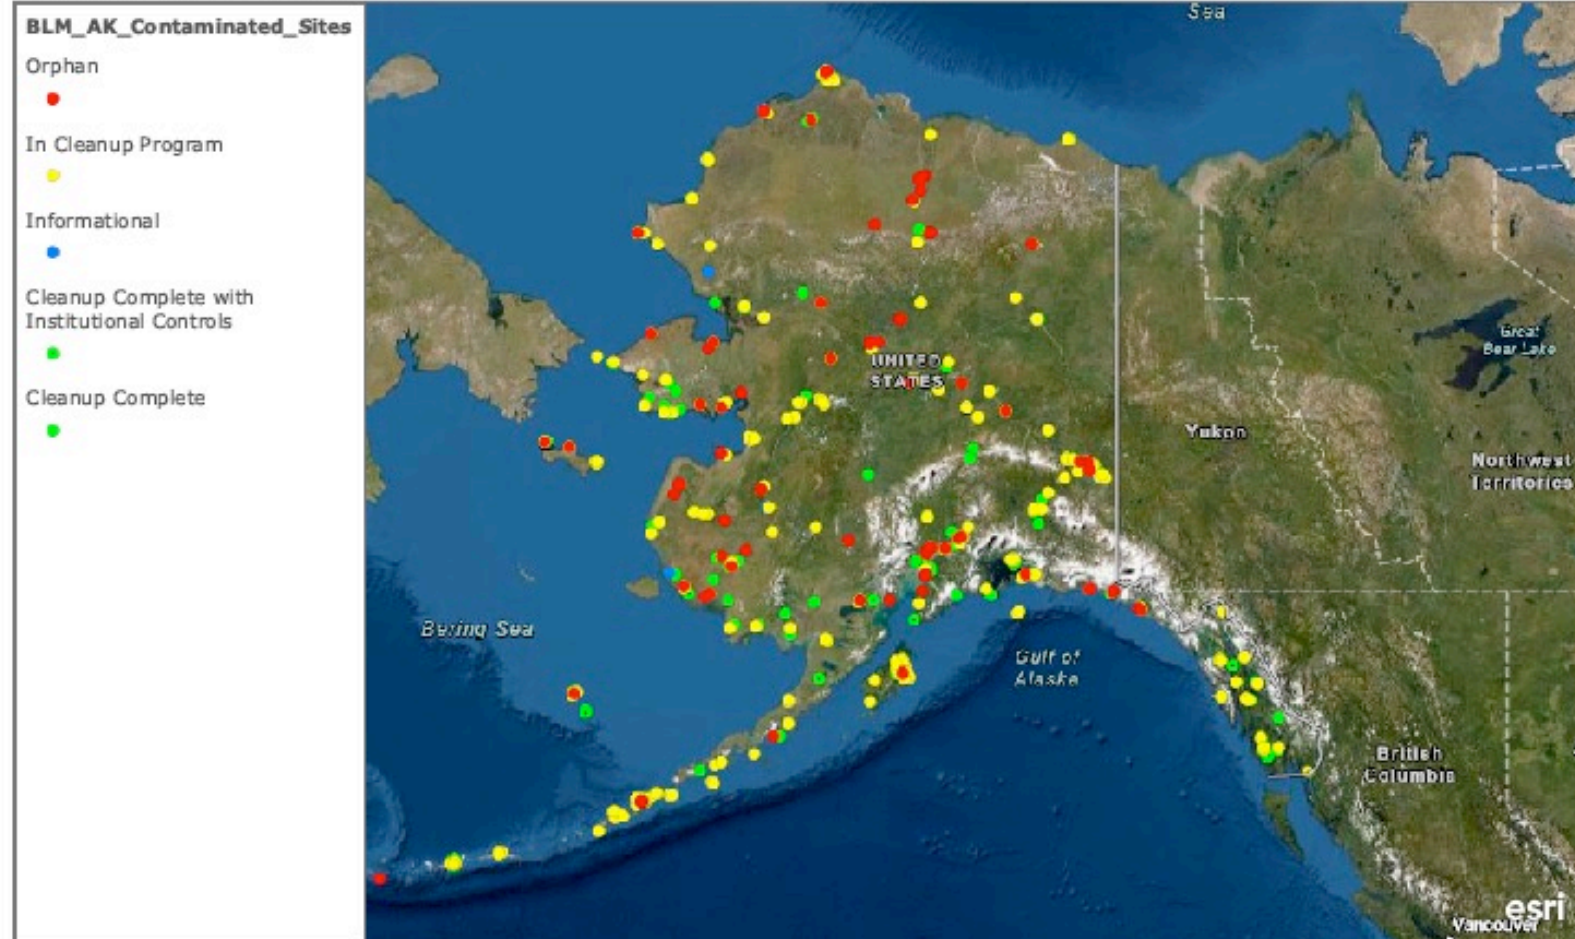 BLM_AK_Contaminated_Sites
Orphan
In Cleanup Program
Informational
Cleanup Complete with
Institutional Controls
Cleanup Complete
Sea
Great
Bear Lake
UNITED
STATES
Yukon
Northwest
Territories
Bering Sea
Gulf of
Alaska
British
Columbia
esri
Vancouver